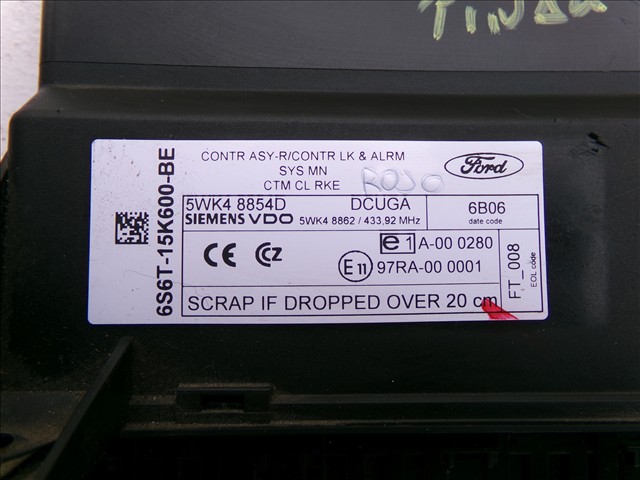 CONTR ASY-R/CONTR LK & ALRM
SYS MN
CTM CL RKE
Ford
6S6T-15K600-BE
5WK4 8854D DCUGA
SIEMENS VDO 5WK4 8862 / 433,92 MHz
6B06
date code
CE CZ
e1 A-00 0280
E11 97RA-00 0001
FT_008
EOL code
SCRAP IF DROPPED OVER 20 cm